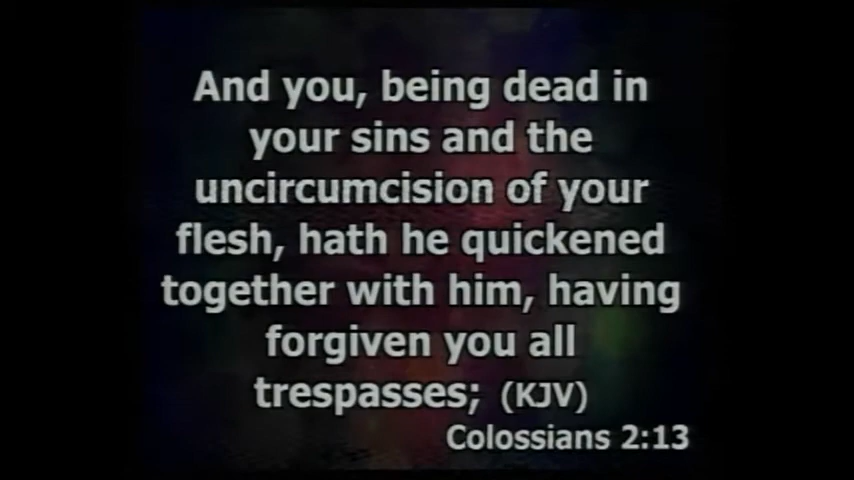 And you, being dead in
your sins and the
uncircumcision of your
flesh, hath he quickened
together with him, having
forgiven you all
trespasses; (KJV)
Colossians 2:13